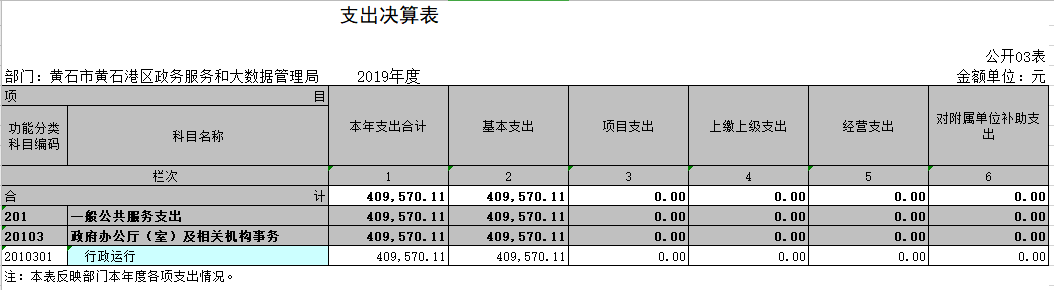 支出决算表
公开03表
部门：黄石市黄石港区政务服务和大数据管理局 2019年度 金额单位：元
项 目 本年支出合计 基本支出 项目支出 上缴上级支出 经营支出 对附属单位补助支出
功能分类科目编码 科目名称
栏次 1 2 3 4 5 6
合 计 409,570.11 409,570.11 0.00 0.00 0.00 0.00
201 一般公共服务支出 409,570.11 409,570.11 0.00 0.00 0.00 0.00
20103 政府办公厅（室）及相关机构事务 409,570.11 409,570.11 0.00 0.00 0.00 0.00
2010301 行政运行 409,570.11 409,570.11 0.00 0.00 0.00 0.00
注：本表反映部门本年度各项支出情况。